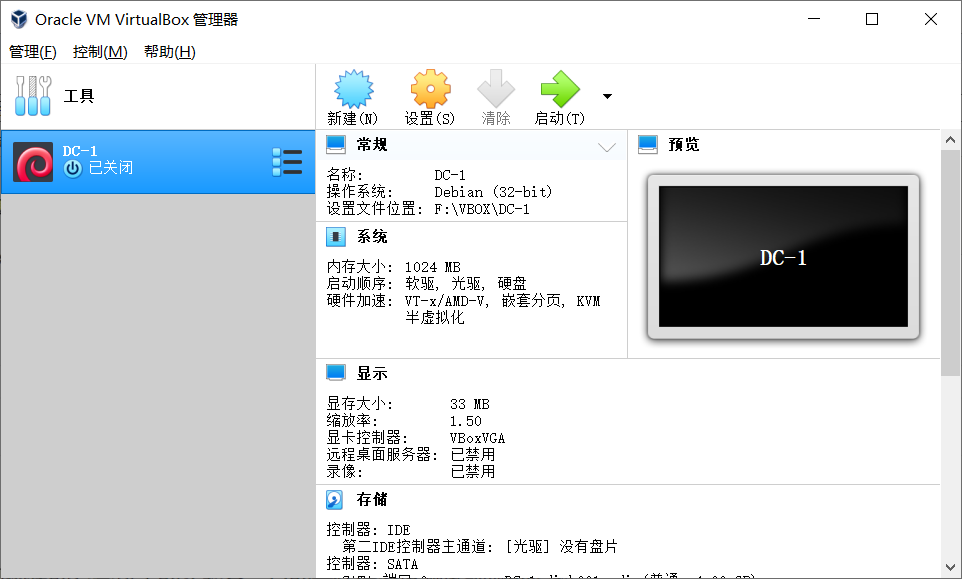 Oracle VM VirtualBox 管理器
管理(F) 控制(M) 帮助(H)
工具
新建(N) 设置(S) 清除 启动(T)
DC-1
已关闭
常规
名称: DC-1
操作系统: Debian (32-bit)
设置文件位置: F:\VBOX\DC-1
预览
DC-1
系统
内存大小: 1024 MB
启动顺序: 软驱, 光驱, 硬盘
硬件加速: VT-x/AMD-V, 嵌套分页, KVM
半虚拟化
显示
显存大小: 33 MB
缩放率: 1.50
显卡控制器: VBoxVGA
远程桌面服务器: 已禁用
录像: 已禁用
存储
控制器: IDE
第二IDE控制器主通道: [光驱] 没有盘片
控制器: SATA